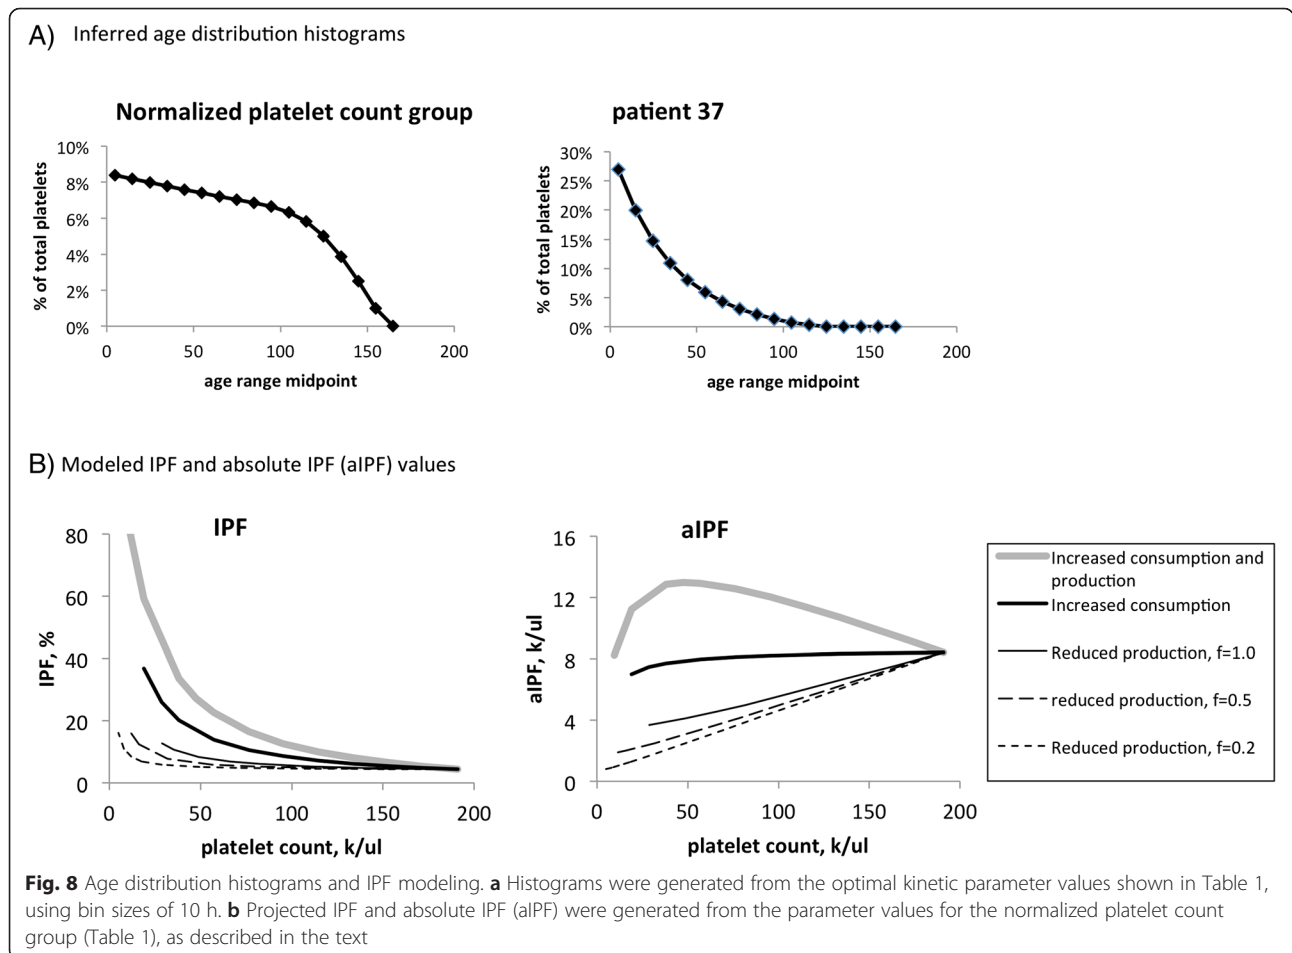 A) Inferred age distribution histograms
Normalized platelet count group
% of total platelets
10%
8%
6%
4%
2%
0%
0 50 100 150 200
age range midpoint
patient 37
% of total platelets
30%
25%
20%
15%
10%
5%
0%
0 50 100 150 200
age range midpoint
B) Modeled IPF and absolute IPF (aIPF) values
IPF
IPF, %
80
60
40
20
0
0 50 100 150 200
platelet count, k/ul
aIPF
aIPF, k/ul
16
12
8
4
0
0 50 100 150 200
platelet count, k/ul
Increased consumption and
production
Increased consumption
Reduced production, f=1.0
reduced production, f=0.5
Reduced production, f=0.2
Fig. 8 Age distribution histograms and IPF modeling. a Histograms were generated from the optimal kinetic parameter values shown in Table 1,
using bin sizes of 10 h. b Projected IPF and absolute IPF (aIPF) were generated from the parameter values for the normalized platelet count
group (Table 1), as described in the text